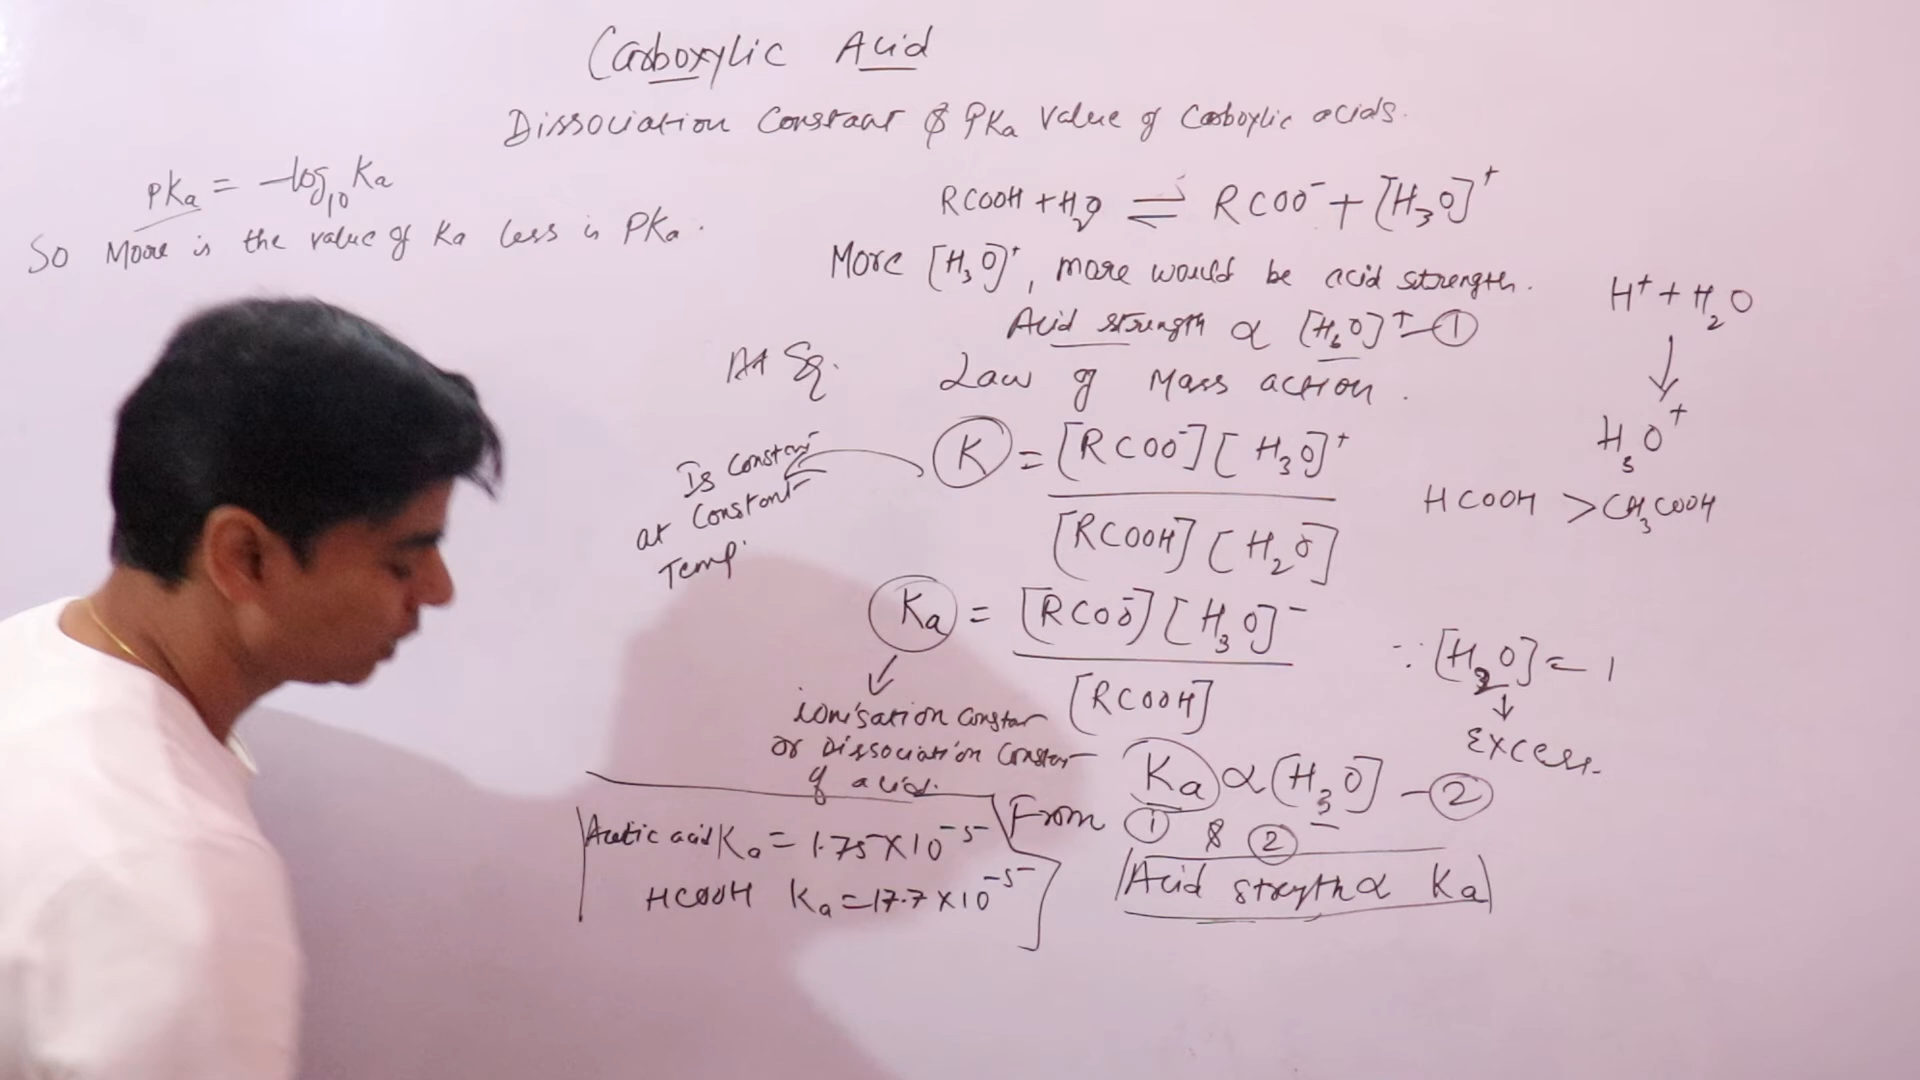 Carboxylic Acid
Dissociation Constant & PKa Value of Carboxylic acids.
pKa = -log₁₀Ka
So More is the value of Ka less is PKa.
RCOOH + H₂O ⇌ RCOO⁻ + [H₃O]⁺
More [H₃O]⁺, more would be acid strength.
Acid strength ∝ [H₃O]⁺ – ①
H⁺ + H₂O
↓
H₃O⁺
At Eq. Law of Mass action.
K = [RCOO⁻][H₃O]⁺
[RCOOH][H₂O]
Is Constant
at Constant
Temp.
HCOOH > CH₃COOH
Ka = [RCOO⁻][H₃O]⁻
[RCOOH]
∵ [H₂O] = 1
↓
Excess.
↓
ionisation Constant
or Dissociation Constant
of acid.
Ka ∝ [H₃O] – ②
From ① & ②
Acid strength ∝ Ka
Acetic acid Ka = 1.75 × 10⁻⁵
HCOOH Ka = 17.7 × 10⁻⁵